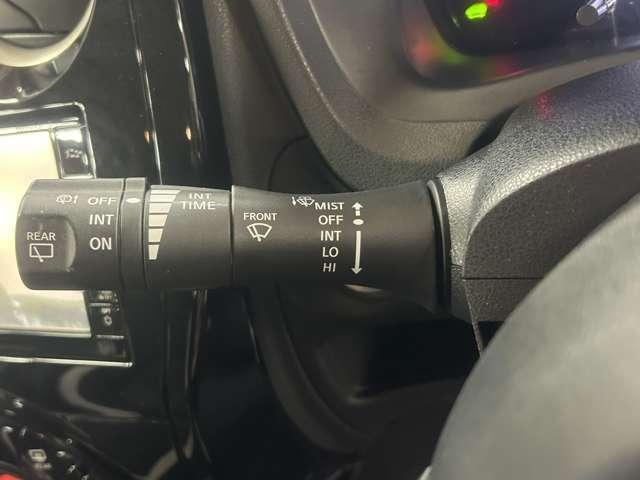 OFF
INT
ON
REAR
INT
TIME
FRONT
MIST
OFF
INT
LO
HI